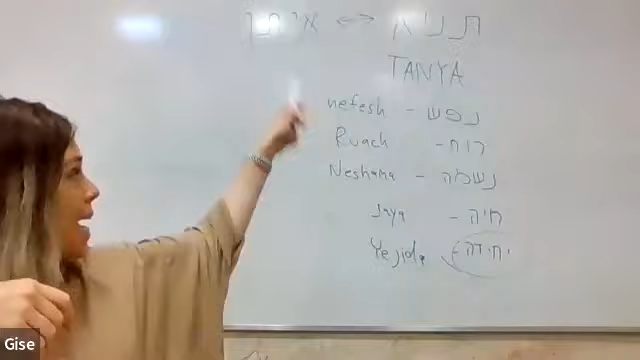 תניא ↔ איתן
TANYA
nefesh - נפש
Ruach - רוח
Neshama - נשמה
Jaya - חיה
Yejida - יחידה
Gise